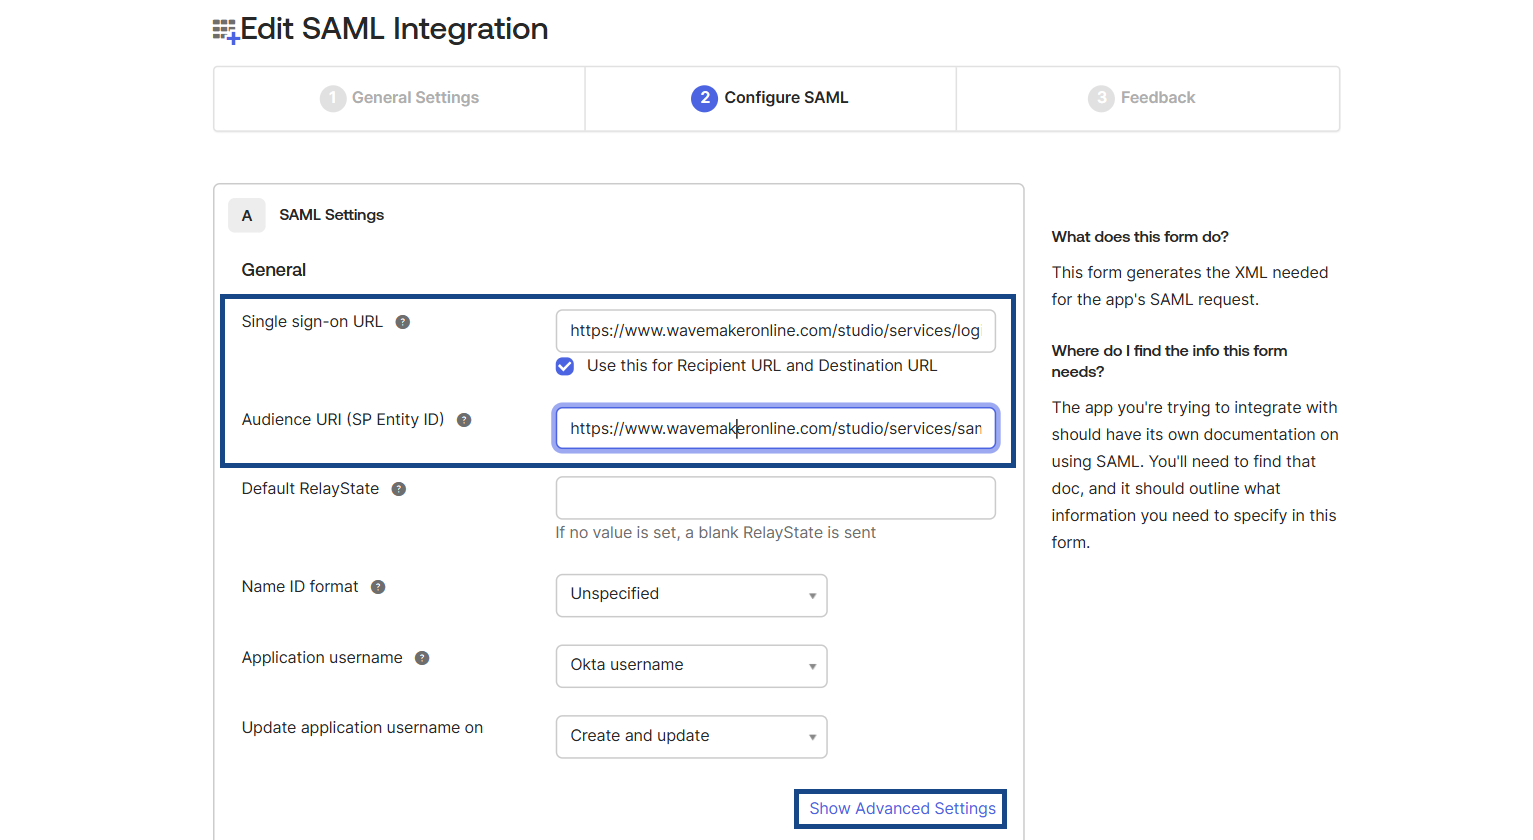 Edit SAML Integration
1 General Settings
2 Configure SAML
3 Feedback
A SAML Settings
General
Single sign-on URL ?
https://www.wavemakeronline.com/studio/services/log
Use this for Recipient URL and Destination URL
Audience URI (SP Entity ID) ?
https://www.wavemakeronline.com/studio/services/sam
Default RelayState ?
If no value is set, a blank RelayState is sent
Name ID format ?
Unspecified
Application username ?
Okta username
Update application username on
Create and update
Show Advanced Settings
What does this form do?
This form generates the XML needed
for the app's SAML request.
Where do I find the info this form
needs?
The app you're trying to integrate with
should have its own documentation on
using SAML. You'll need to find that
doc, and it should outline what
information you need to specify in this
form.